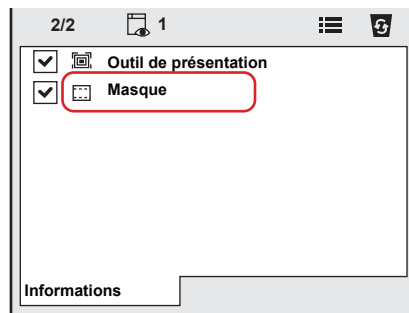 2/2 1
Outil de présentation
Masque
Informations